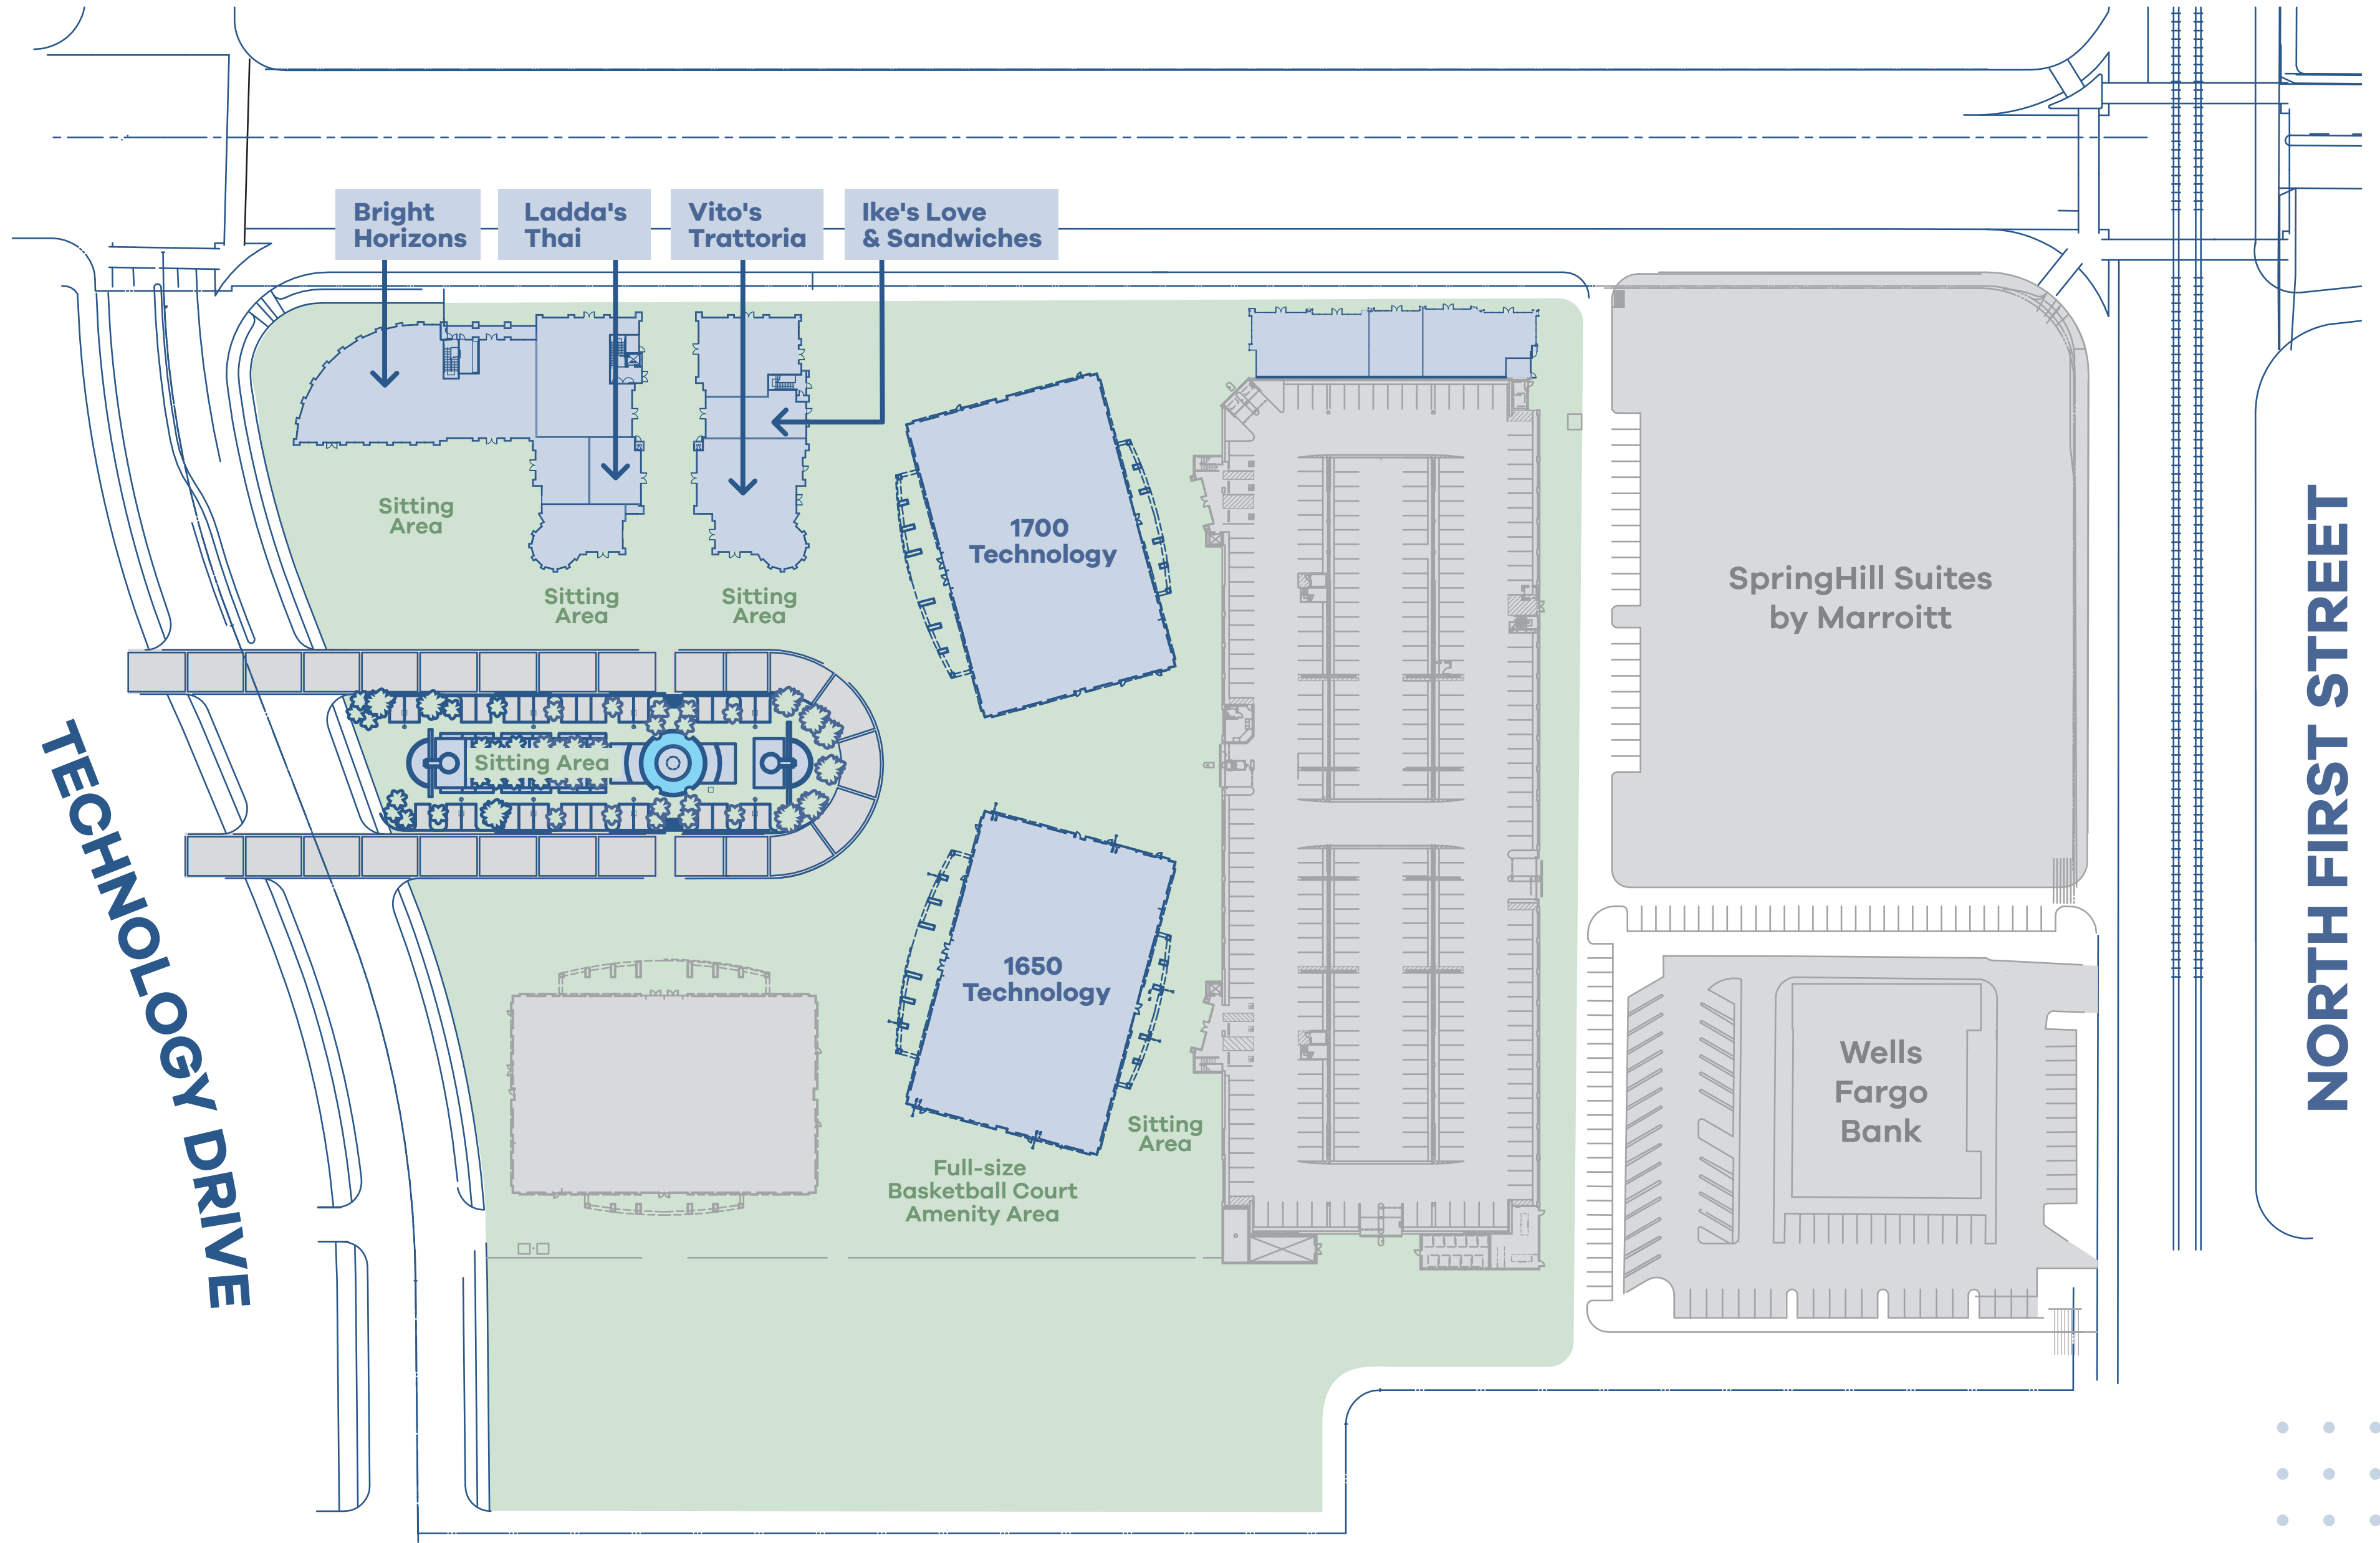 Bright
Horizons
Ladda's
Thai
Vito's
Trattoria
Ike's Love
& Sandwiches
Sitting
Area
Sitting
Area
Sitting
Area
1700
Technology
SpringHill Suites
by Marroitt
NORTH FIRST STREET
Sitting Area
TECHNOLOGY DRIVE
1650
Technology
Wells
Fargo
Bank
Sitting
Area
Full-size
Basketball Court
Amenity Area